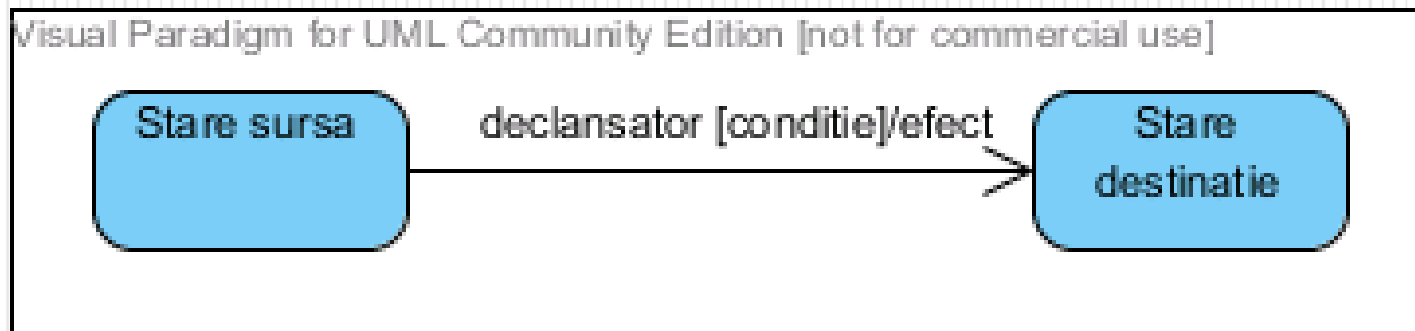 Visual Paradigm for UML Community Edition [not for commercial use]
Stare sursa
declansator [conditie]/efect
Stare
destinatie